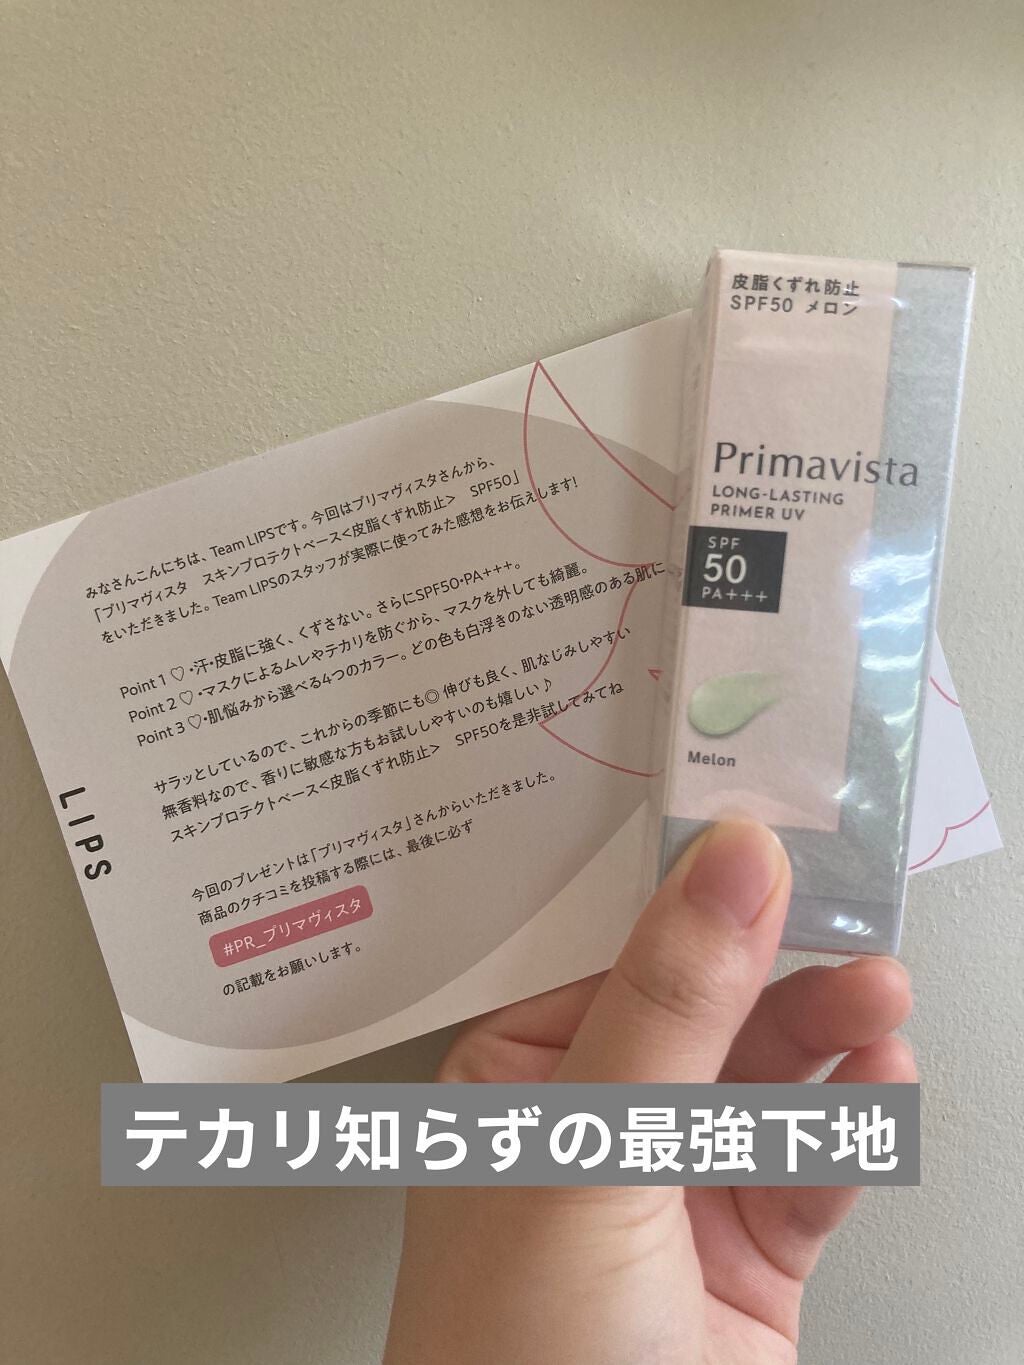 皮脂くずれ防止
SPF50 メロン
Primavista
LONG-LASTING
PRIMER UV
SPF
50
PA+++
Melon
みなさんこんにちは、Team LIPSです。今回はプリマヴィスタさんから、
「プリマヴィスタ　スキンプロテクトベース<皮脂くずれ防止>　SPF50」
をいただきました。Team LIPSのスタッフが実際に使ってみた感想をお伝えします!
Point 1 ♡・汗・皮脂に強く、くずさない。さらにSPF50・PA+++。
Point 2 ♡・マスクによるムレやテカリを防ぐから、マスクを外しても綺麗。
Point 3 ♡・肌悩みから選べる4つのカラー。どの色も白浮きのない透明感のある肌に
サラッとしているので、これからの季節にも◎ 伸びも良く、肌なじみしやすい
無香料なので、香りに敏感な方もお試ししやすいのも嬉しい♪
スキンプロテクトベース<皮脂くずれ防止>　SPF50を是非試してみてね
今回のプレゼントは「プリマヴィスタ」さんからいただきました。
商品のクチコミを投稿する際には、最後に必ず
#PR_プリマヴィスタ
の記載をお願いします。
LIPS
テカリ知らずの最強下地